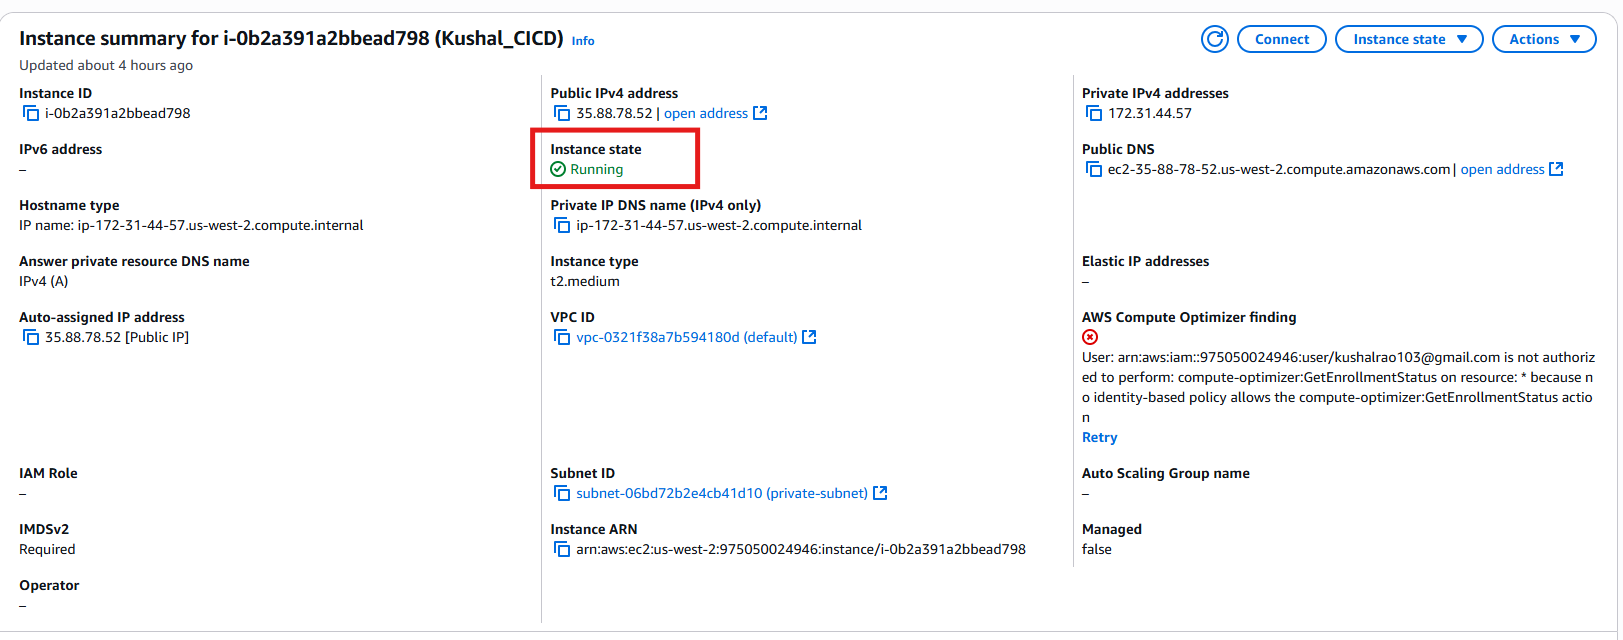 Instance summary for i-0b2a391a2bbead798 (Kushal_CICD) Info
Connect
Instance state
Actions
Updated about 4 hours ago
Instance ID
i-0b2a391a2bbead798
Public IPv4 address
35.88.78.52 | open address
Private IPv4 addresses
172.31.44.57
IPv6 address
–
Instance state
Running
Public DNS
ec2-35-88-78-52.us-west-2.compute.amazonaws.com | open address
Hostname type
IP name: ip-172-31-44-57.us-west-2.compute.internal
Private IP DNS name (IPv4 only)
ip-172-31-44-57.us-west-2.compute.internal
Answer private resource DNS name
IPv4 (A)
Instance type
t2.medium
Elastic IP addresses
–
Auto-assigned IP address
35.88.78.52 [Public IP]
VPC ID
vpc-0321f38a7b594180d (default)
AWS Compute Optimizer finding
User: arn:aws:iam::975050024946:user/kushalrao103@gmail.com is not authoriz
ed to perform: compute-optimizer:GetEnrollmentStatus on resource: * because n
o identity-based policy allows the compute-optimizer:GetEnrollmentStatus actio
n
Retry
IAM Role
–
Subnet ID
subnet-06bd72b2e4cb41d10 (private-subnet)
Auto Scaling Group name
–
IMDSv2
Required
Instance ARN
arn:aws:ec2:us-west-2:975050024946:instance/i-0b2a391a2bbead798
Managed
false
Operator
–